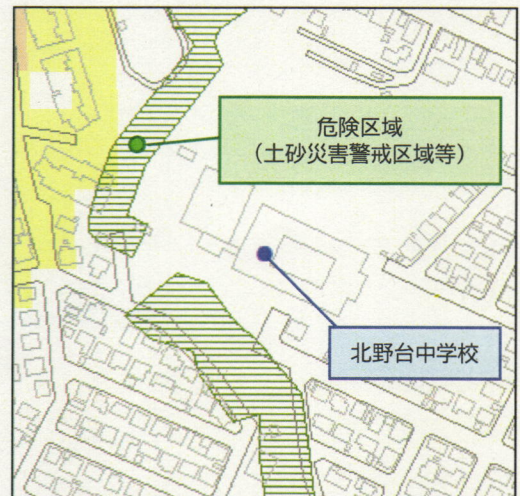 危険区域
（土砂災害警戒区域等）
北野台中学校